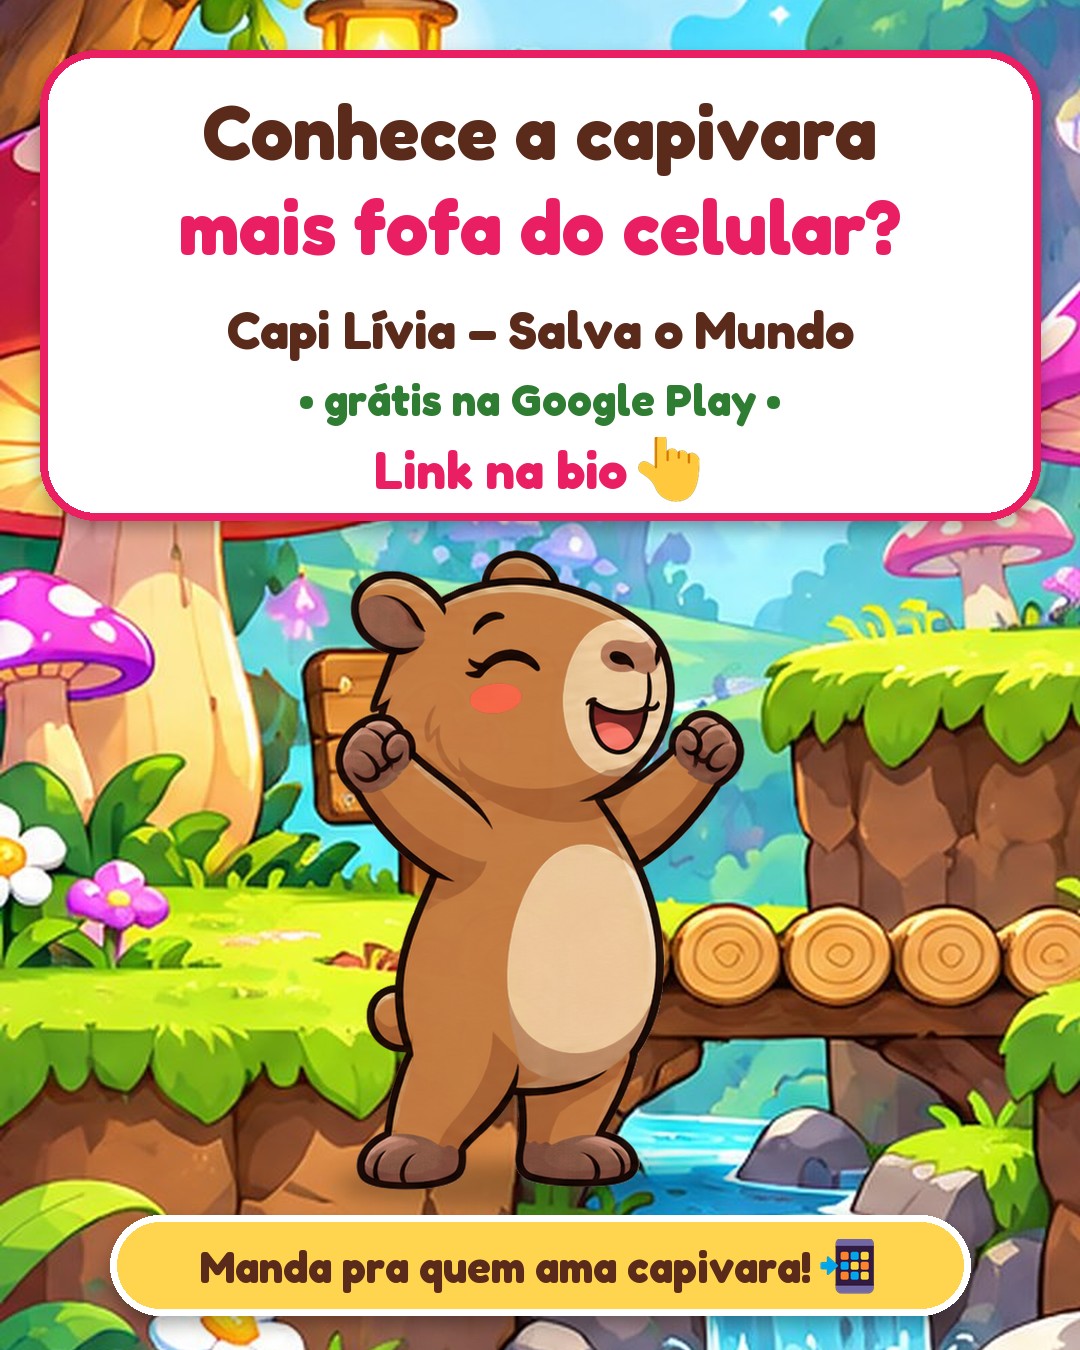 Conhece a capivara
mais fofa do celular?
Capi Lívia – Salva o Mundo
• grátis na Google Play •
Link na bio 👆
Manda pra quem ama capivara! 📲